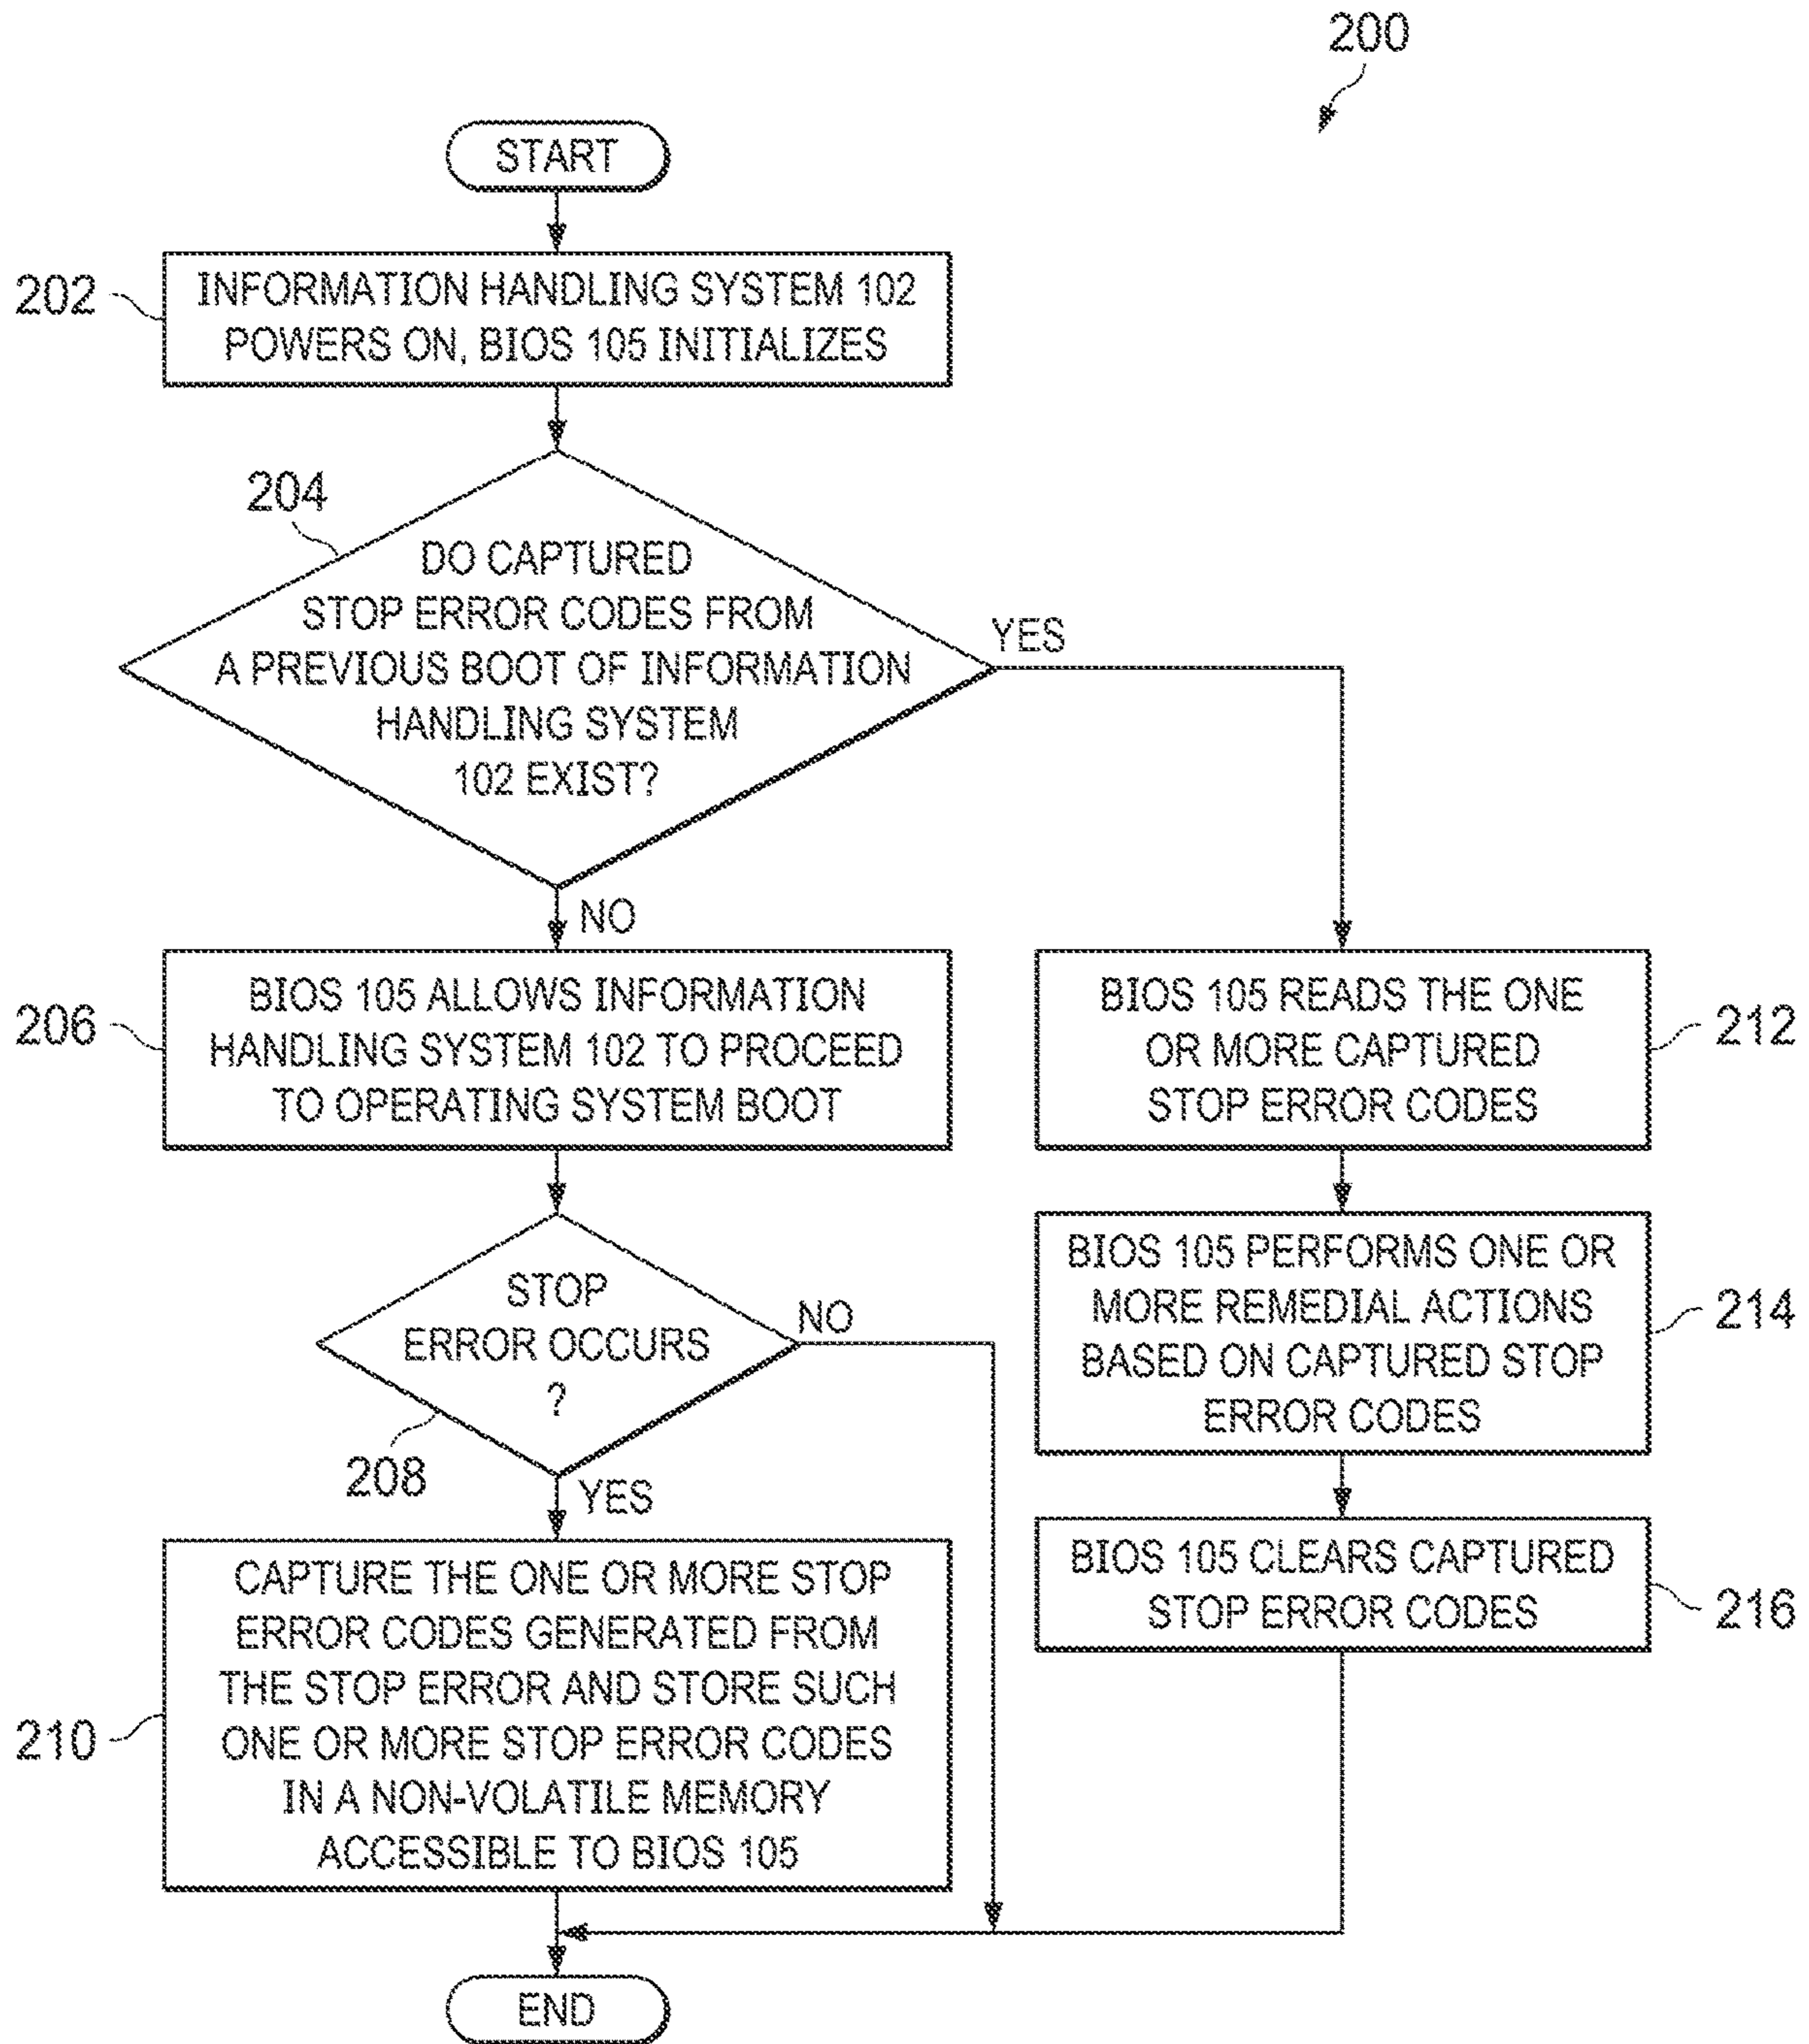 200
START
202
INFORMATION HANDLING SYSTEM 102
POWERS ON, BIOS 105 INITIALIZES
204
DO CAPTURED
STOP ERROR CODES FROM
A PREVIOUS BOOT OF INFORMATION
HANDLING SYSTEM
102 EXIST?
YES
NO
206
BIOS 105 ALLOWS INFORMATION
HANDLING SYSTEM 102 TO PROCEED
TO OPERATING SYSTEM BOOT
BIOS 105 READS THE ONE
OR MORE CAPTURED
STOP ERROR CODES
212
STOP
ERROR OCCURS
?
NO
208
YES
BIOS 105 PERFORMS ONE OR
MORE REMEDIAL ACTIONS
BASED ON CAPTURED STOP
ERROR CODES
214
210
CAPTURE THE ONE OR MORE STOP
ERROR CODES GENERATED FROM
THE STOP ERROR AND STORE SUCH
ONE OR MORE STOP ERROR CODES
IN A NON-VOLATILE MEMORY
ACCESSIBLE TO BIOS 105
BIOS 105 CLEARS CAPTURED
STOP ERROR CODES
216
END